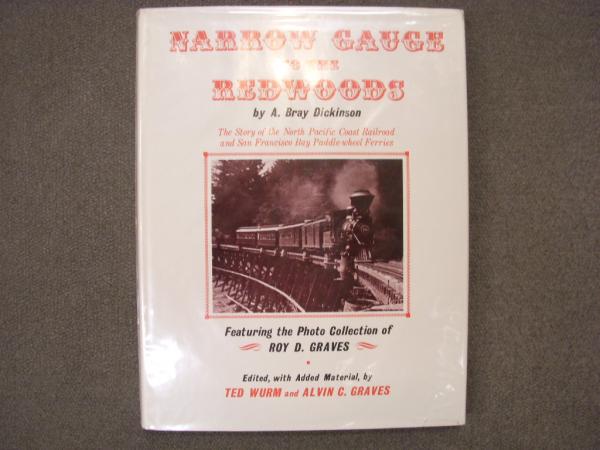 NARROW GAUGE
TO THE
REDWOODS
by A. Bray Dickinson
The Story of the North Pacific Coast Railroad
and San Francisco Bay Paddle-wheel Ferries
Featuring the Photo Collection of
ROY D. GRAVES
Edited, with Added Material, by
TED WURM and ALVIN C. GRAVES